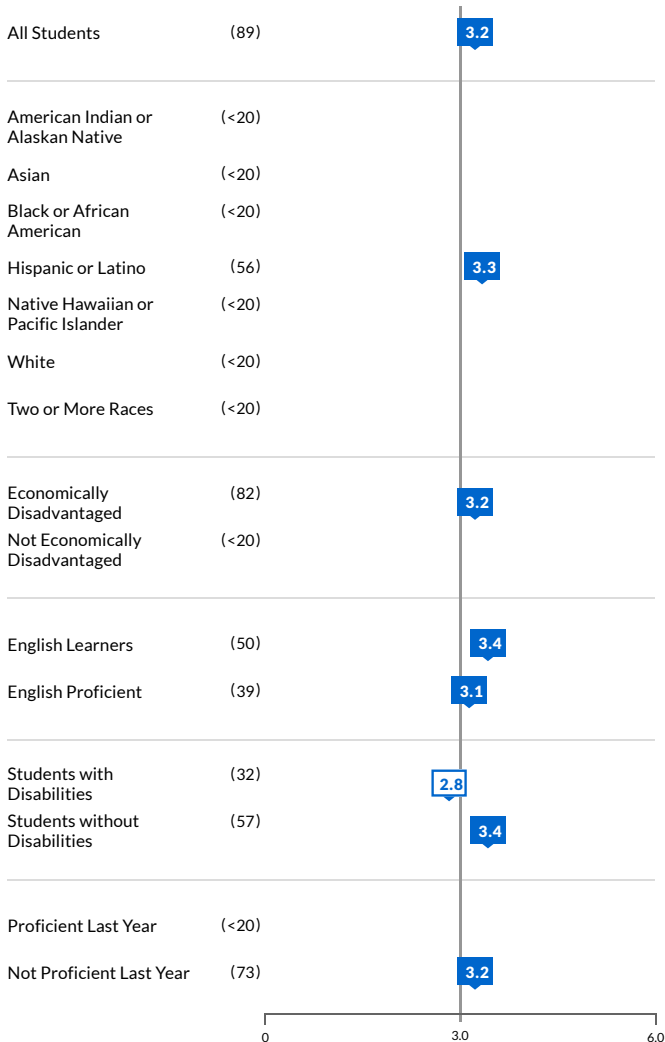 All Students (89) 3.2
American Indian or (<20)
Alaskan Native
Asian (<20)
Black or African (<20)
American
Hispanic or Latino (56) 3.3
Native Hawaiian or (<20)
Pacific Islander
White (<20)
Two or More Races (<20)
Economically (82) 3.2
Disadvantaged
Not Economically (<20)
Disadvantaged
English Learners (50) 3.4
English Proficient (39) 3.1
Students with (32) 2.8
Disabilities
Students without (57) 3.4
Disabilities
Proficient Last Year (<20)
Not Proficient Last Year (73) 3.2
0 3.0 6.0